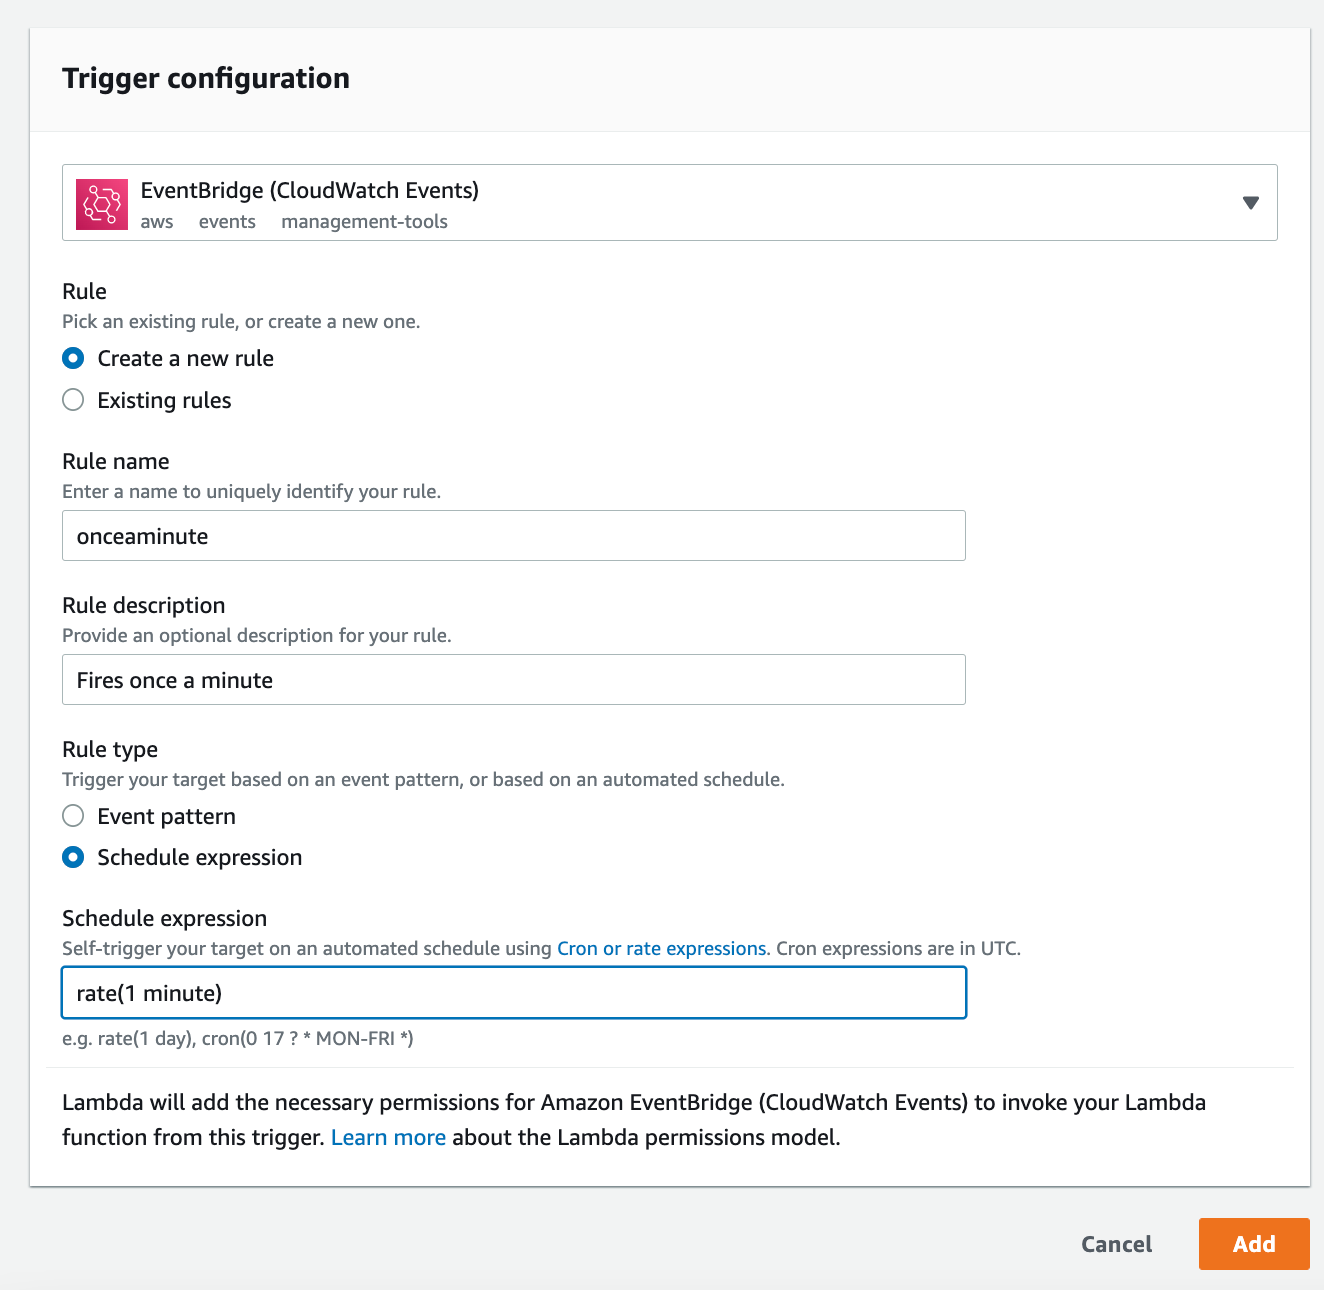 Trigger configuration
EventBridge (CloudWatch Events)
aws events management-tools
Rule
Pick an existing rule, or create a new one.
Create a new rule
Existing rules
Rule name
Enter a name to uniquely identify your rule.
onceaminute
Rule description
Provide an optional description for your rule.
Fires once a minute
Rule type
Trigger your target based on an event pattern, or based on an automated schedule.
Event pattern
Schedule expression
Schedule expression
Self-trigger your target on an automated schedule using Cron or rate expressions. Cron expressions are in UTC.
rate(1 minute)
e.g. rate(1 day), cron(0 17 ? * MON-FRI *)
Lambda will add the necessary permissions for Amazon EventBridge (CloudWatch Events) to invoke your Lambda
function from this trigger. Learn more about the Lambda permissions model.
Cancel
Add